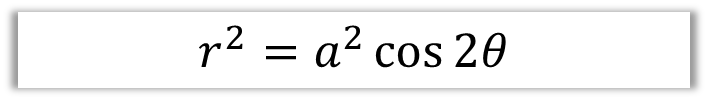 r² = a² cos 2θ